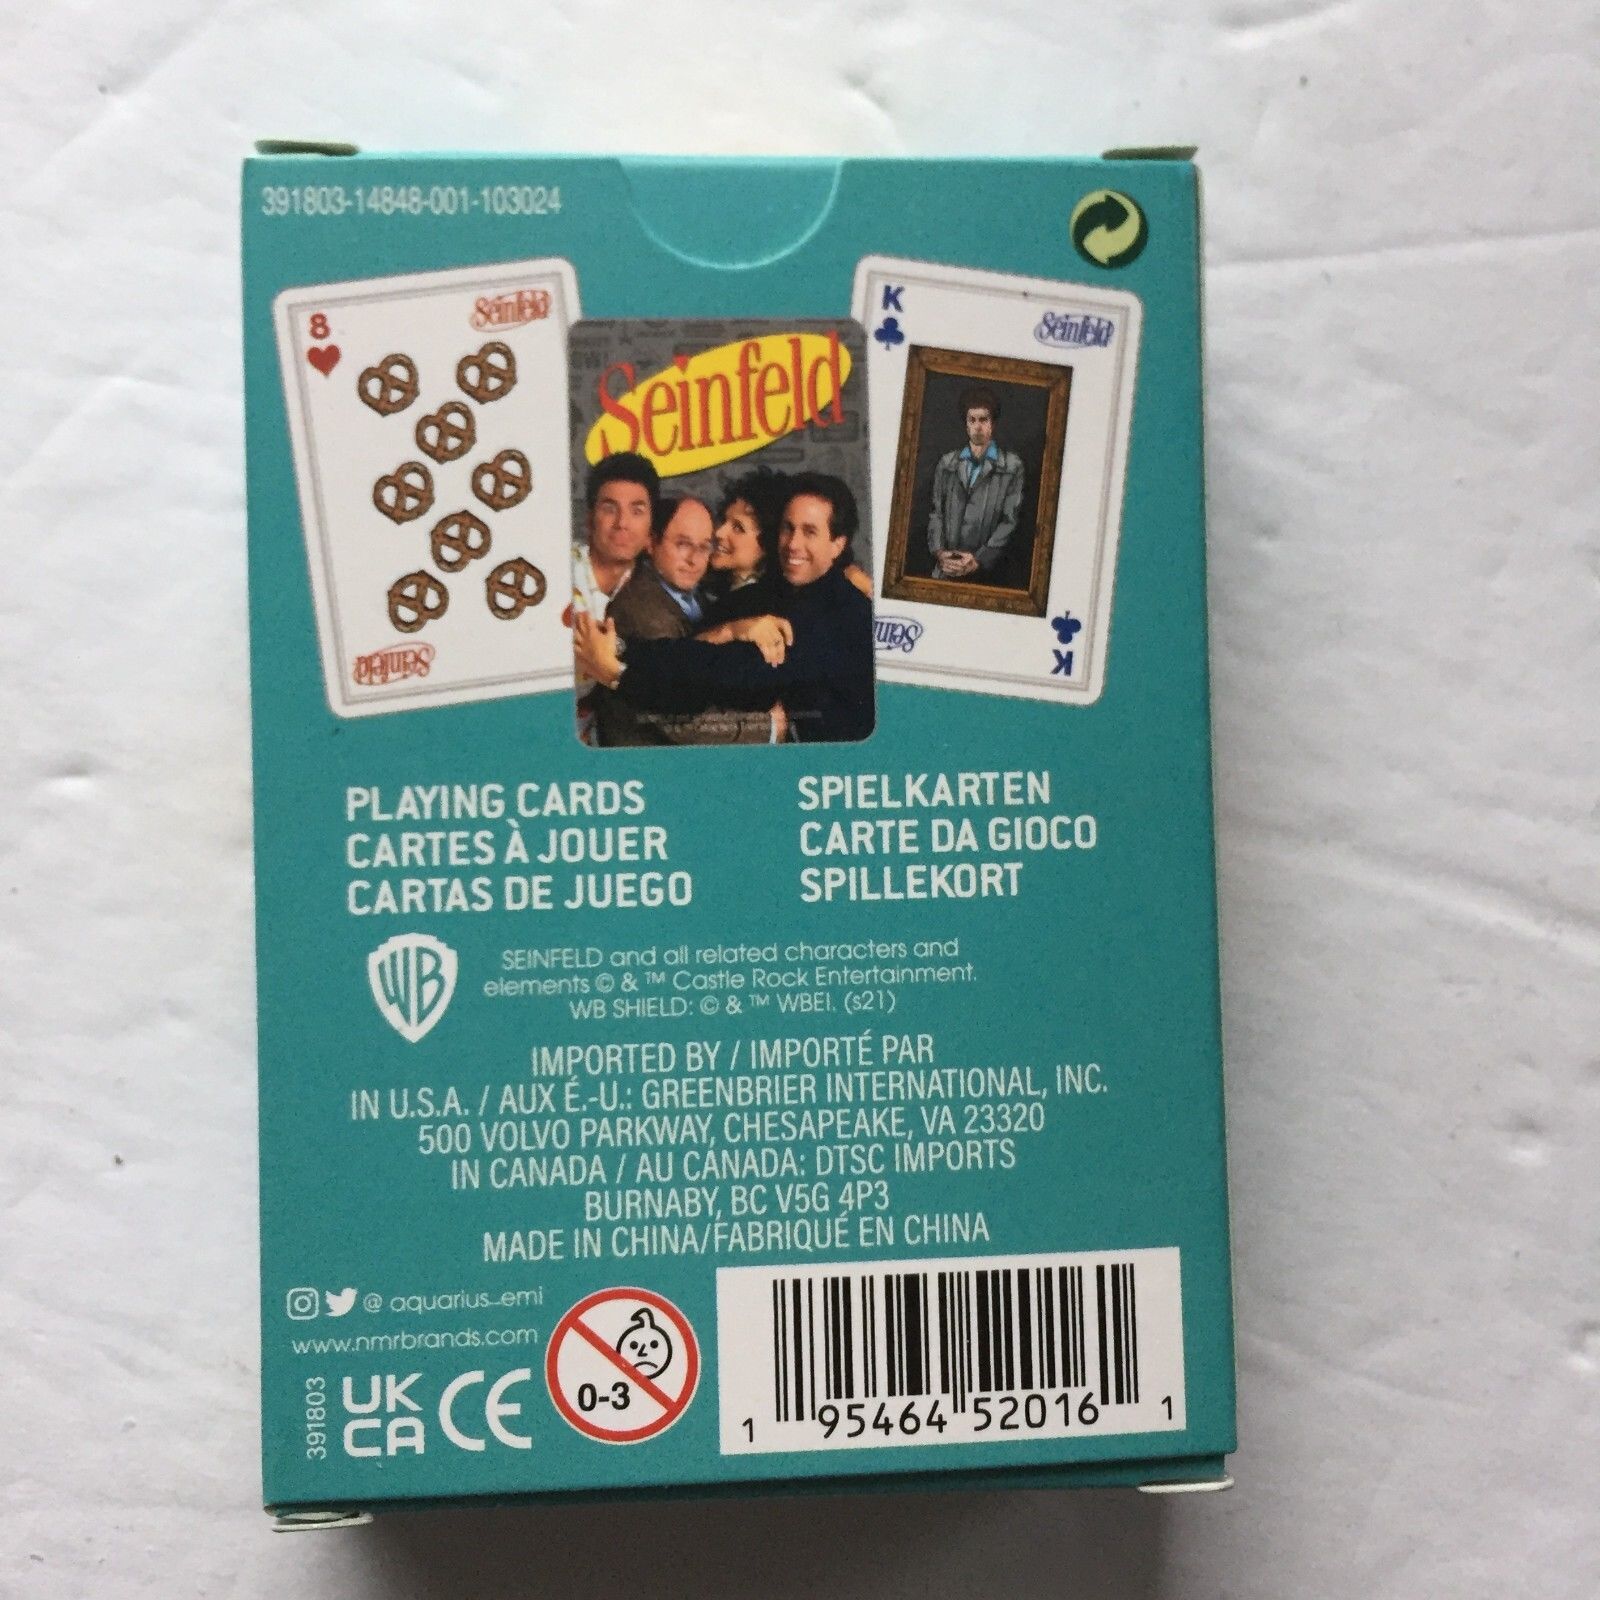 391803-14848-001-103024
8
Seinfeld
Seinfeld
Seinfeld
K
Seinfeld
Seinfeld
K
PLAYING CARDS
CARTES À JOUER
CARTAS DE JUEGO
SPIELKARTEN
CARTE DA GIOCO
SPILLEKORT
WB
SEINFELD and all related characters and
elements © & ™ Castle Rock Entertainment.
WB SHIELD: © & ™ WBEI. (s21)
IMPORTED BY / IMPORTÉ PAR
IN U.S.A. / AUX É.-U.: GREENBRIER INTERNATIONAL, INC.
500 VOLVO PARKWAY, CHESAPEAKE, VA 23320
IN CANADA / AU CANADA: DTSC IMPORTS
BURNABY, BC V5G 4P3
MADE IN CHINA/FABRIQUÉ EN CHINA
@ aquarius_emi
www.nmrbrands.com
391803
UK
CA
CE
0-3
1 95464 52016 1